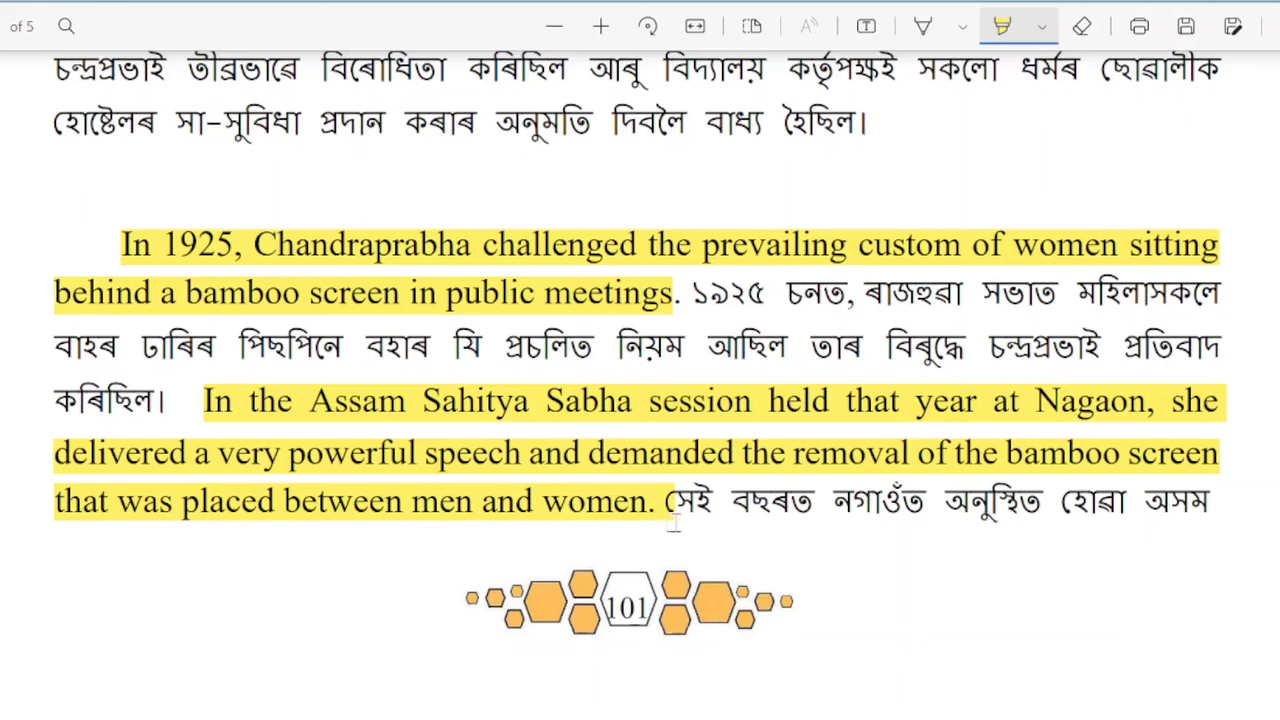 of 5
চন্দ্ৰপ্ৰভাই তীব্ৰভাৱে বিৰোধিতা কৰিছিল আৰু বিদ্যালয় কৰ্তৃপক্ষই সকলো ধৰ্মৰ ছোৱালীক
হোষ্টেলৰ সা-সুবিধা প্ৰদান কৰাৰ অনুমতি দিবলৈ বাধ্য হৈছিল।
In 1925, Chandraprabha challenged the prevailing custom of women sitting
behind a bamboo screen in public meetings. ১৯২৫ চনত, ৰাজহুৱা সভাত মহিলাসকলে
বাহৰ ঢাৰিৰ পিছপিনে বহাৰ যি প্ৰচলিত নিয়ম আছিল তাৰ বিৰুদ্ধে চন্দ্ৰপ্ৰভাই প্ৰতিবাদ
কৰিছিল। In the Assam Sahitya Sabha session held that year at Nagaon, she
delivered a very powerful speech and demanded the removal of the bamboo screen
that was placed between men and women. সেই বছৰত নগাওঁত অনুস্থিত হোৱা অসম
101